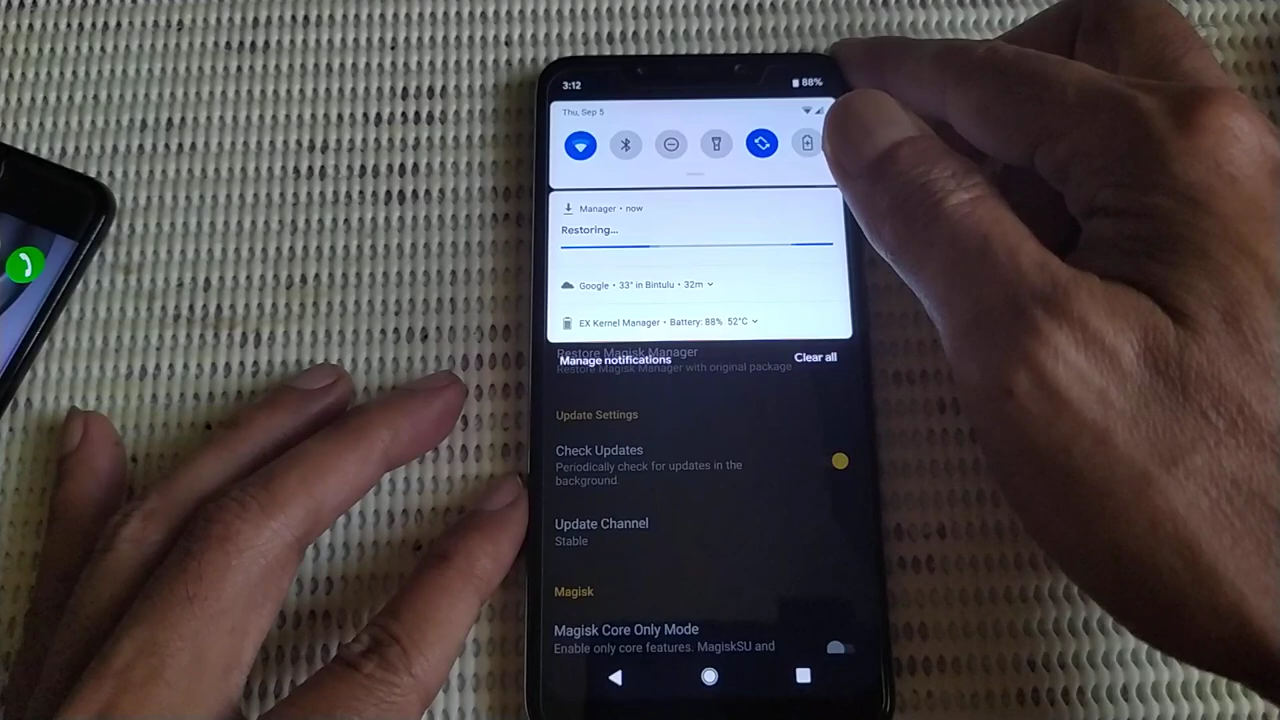 3:12
88%
Thu, Sep 5
Manager • now
Restoring...
Google • 33° in Bintulu • 32m
EX Kernel Manager • Battery: 88% 52°C
Restore Magisk Manager
Manage notifications
Clear all
Restore Magisk Manager with original package
Update Settings
Check Updates
Periodically check for updates in the
background.
Update Channel
Stable
Magisk
Magisk Core Only Mode
Enable only core features. MagiskSU and